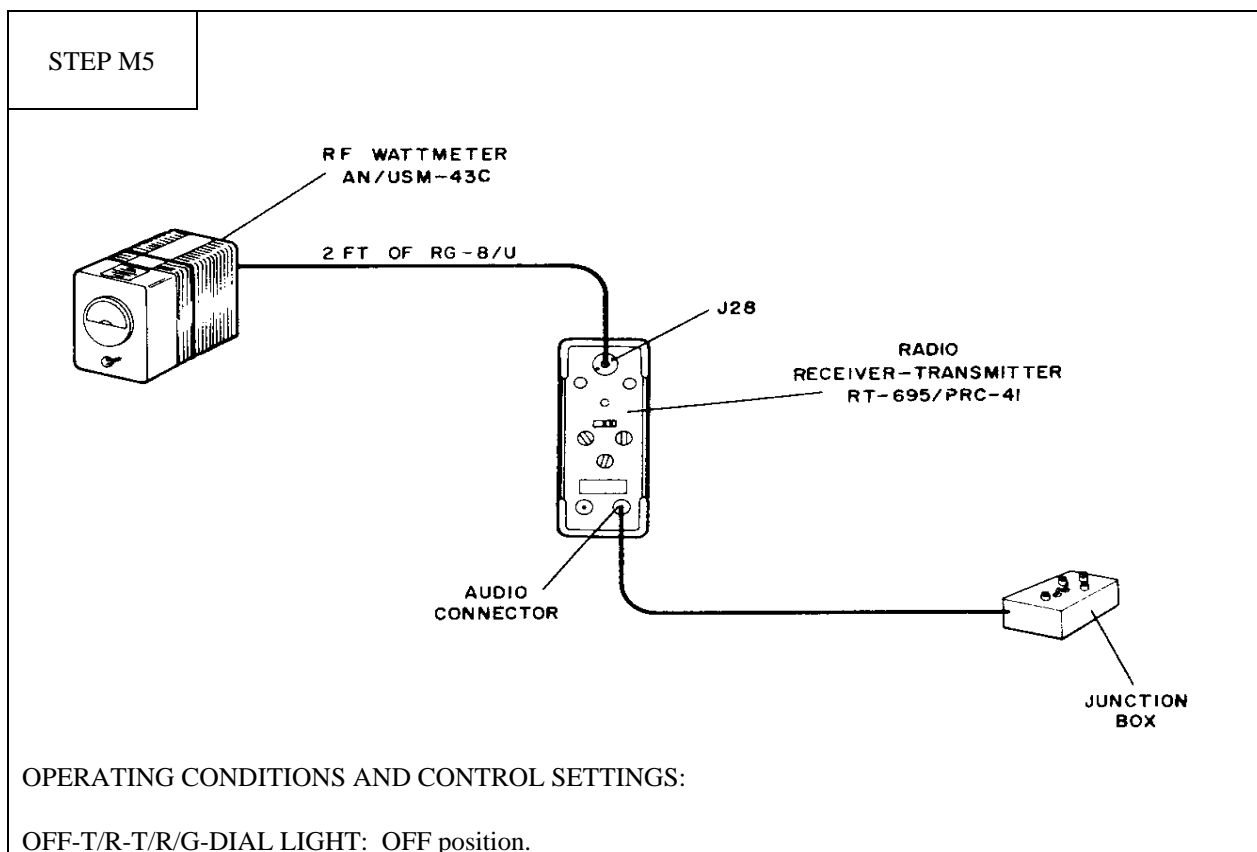 STEP M5
RF WATTMETER
AN/USM-43C
2 FT OF RG-8/U
J28
RADIO
RECEIVER-TRANSMITTER
RT-695/PRC-41
AUDIO
CONNECTOR
JUNCTION
BOX
OPERATING CONDITIONS AND CONTROL SETTINGS:
OFF-T/R-T/R/G-DIAL LIGHT: OFF position.